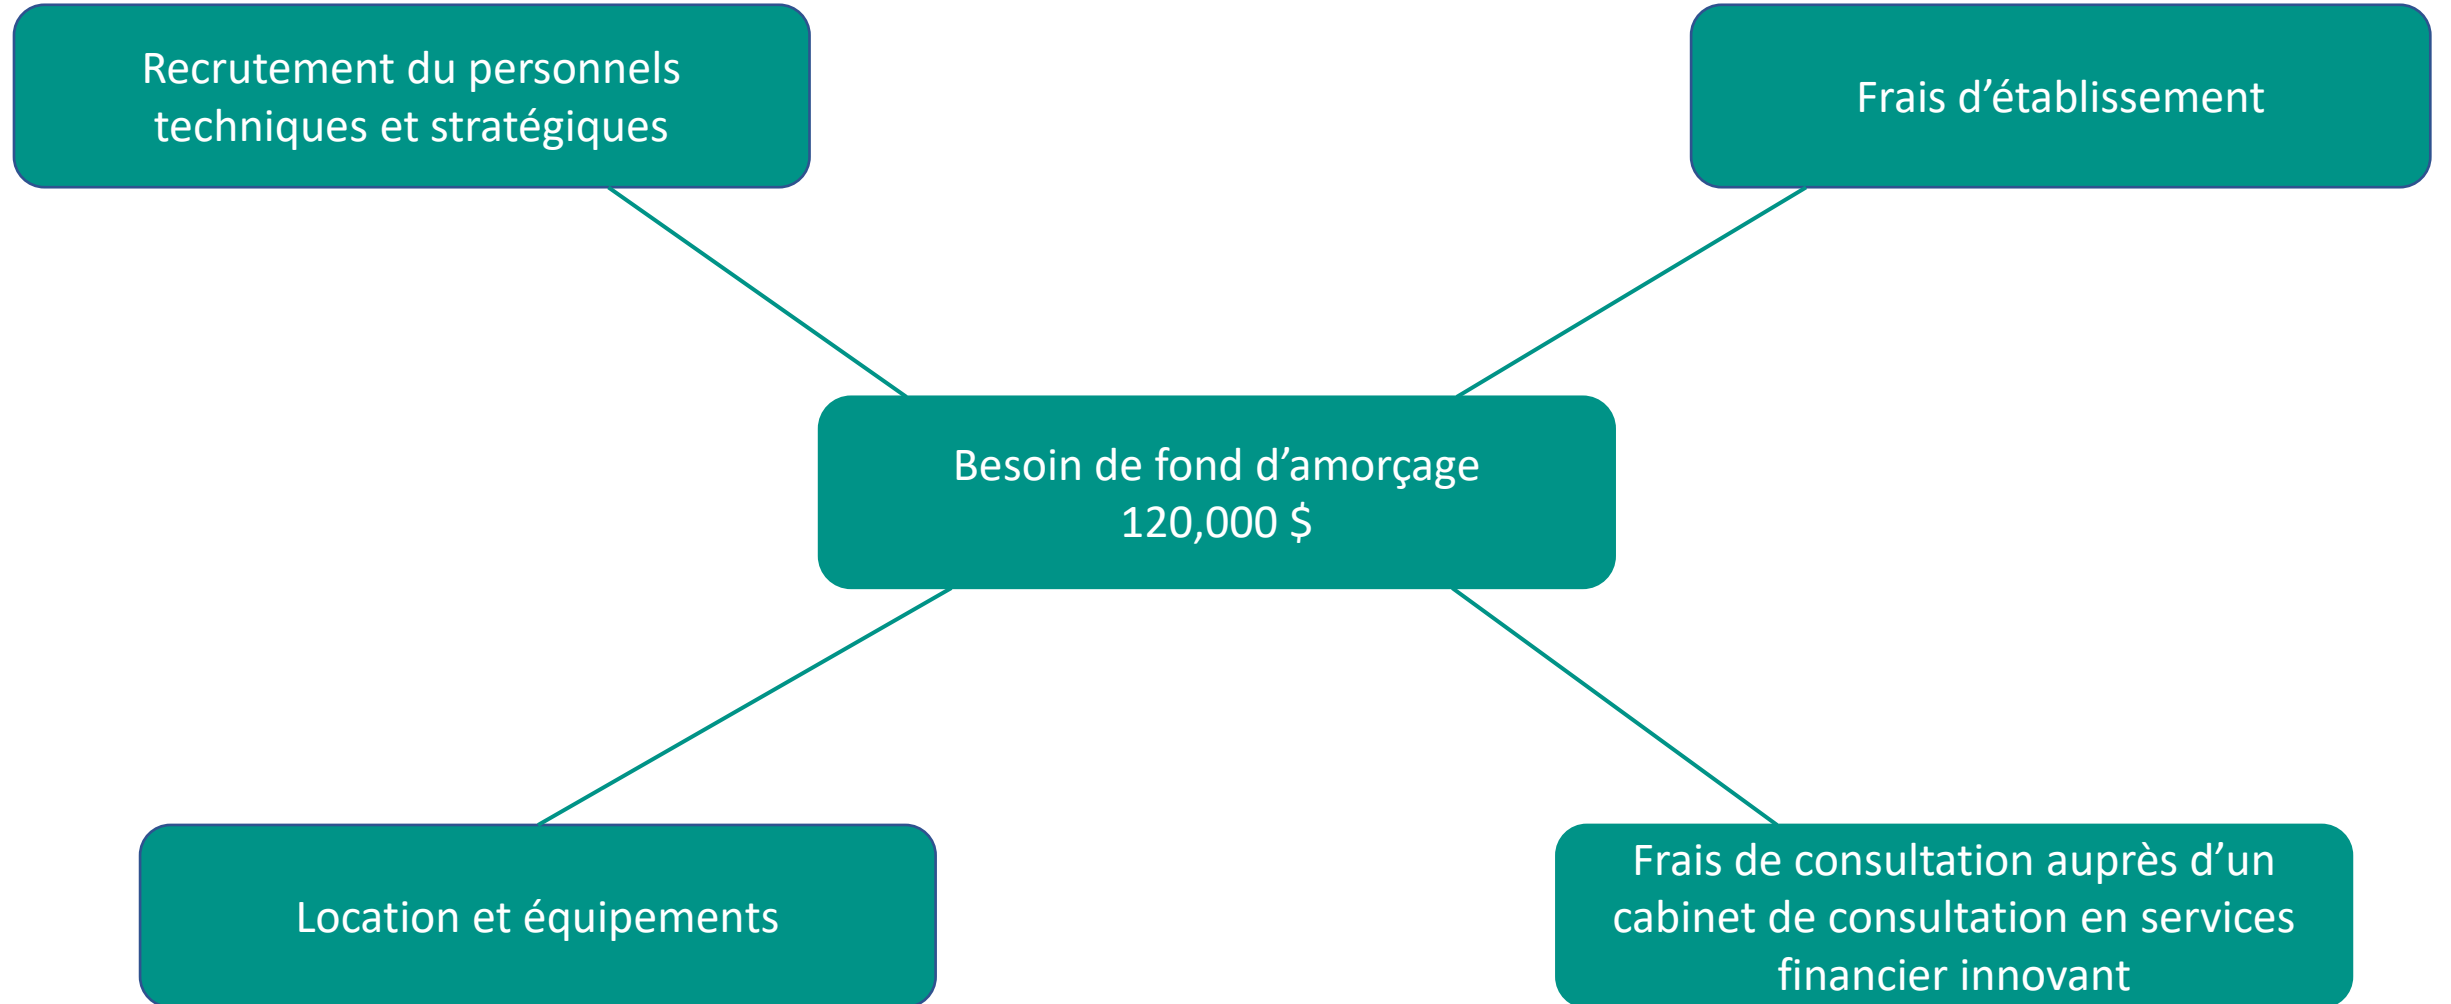 Recrutement du personnels
techniques et stratégiques
Frais d’établissement
Besoin de fond d’amorçage
120,000 $
Location et équipements
Frais de consultation auprès d’un
cabinet de consultation en services
financier innovant